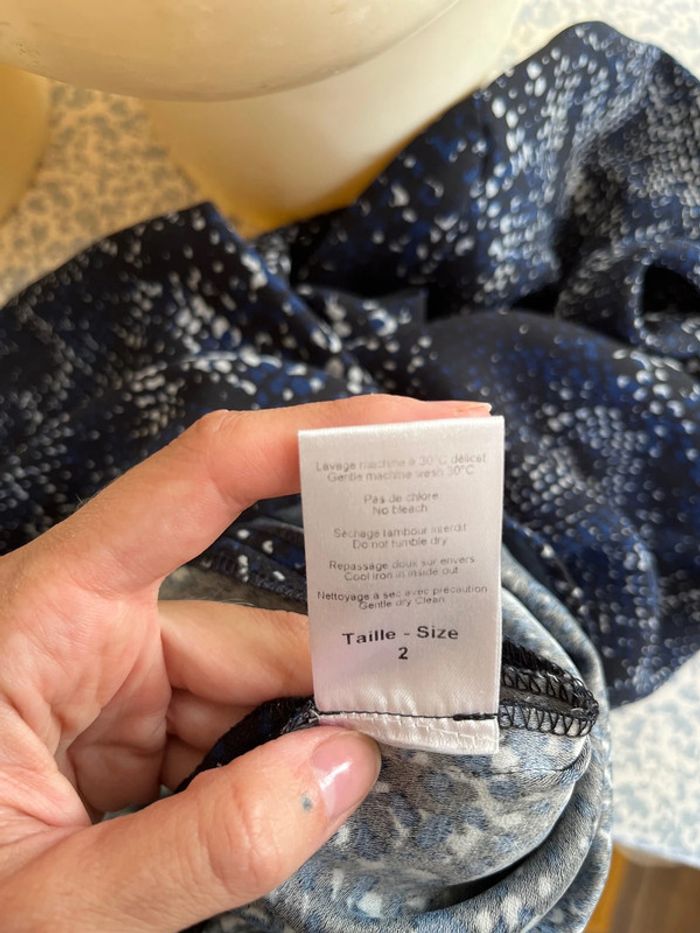 Lavage machine à 30°C délicat
Gentle machine wash 30°C
Pas de chlore
No bleach
Séchage tambour interdit
Do not tumble dry
Repassage doux sur envers
Cool iron in inside out
Nettoyage à sec avec précaution
Gentle dry Clean
Taille - Size
2